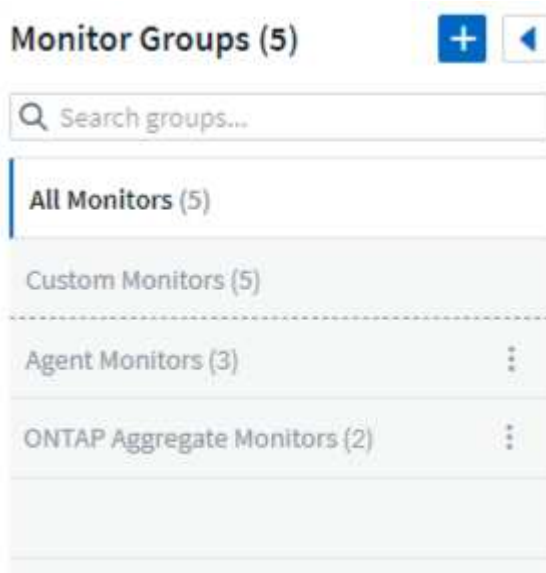 Monitor Groups (5)
Search groups...
All Monitors (5)
Custom Monitors (5)
Agent Monitors (3)
ONTAP Aggregate Monitors (2)